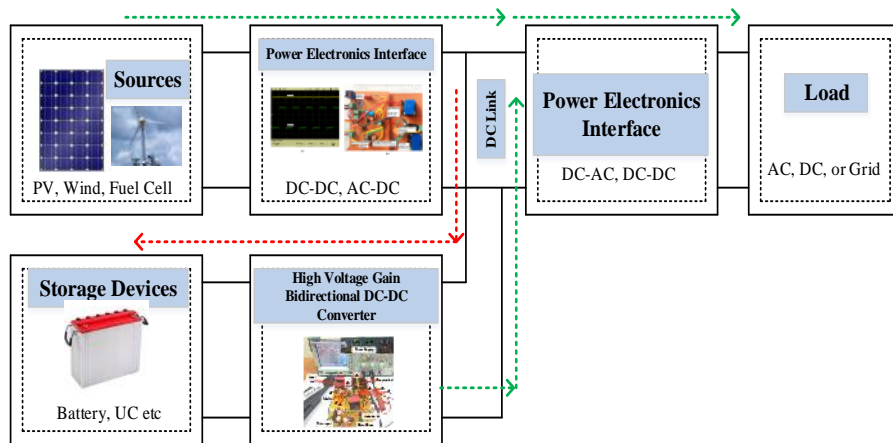 Sources
PV, Wind, Fuel Cell
Power Electronics Interface
DC-DC, AC-DC
DC Link
Power Electronics
Interface
DC-AC, DC-DC
Load
AC, DC, or Grid
Storage Devices
Battery, UC etc
High Voltage Gain
Bidirectional DC-DC
Converter